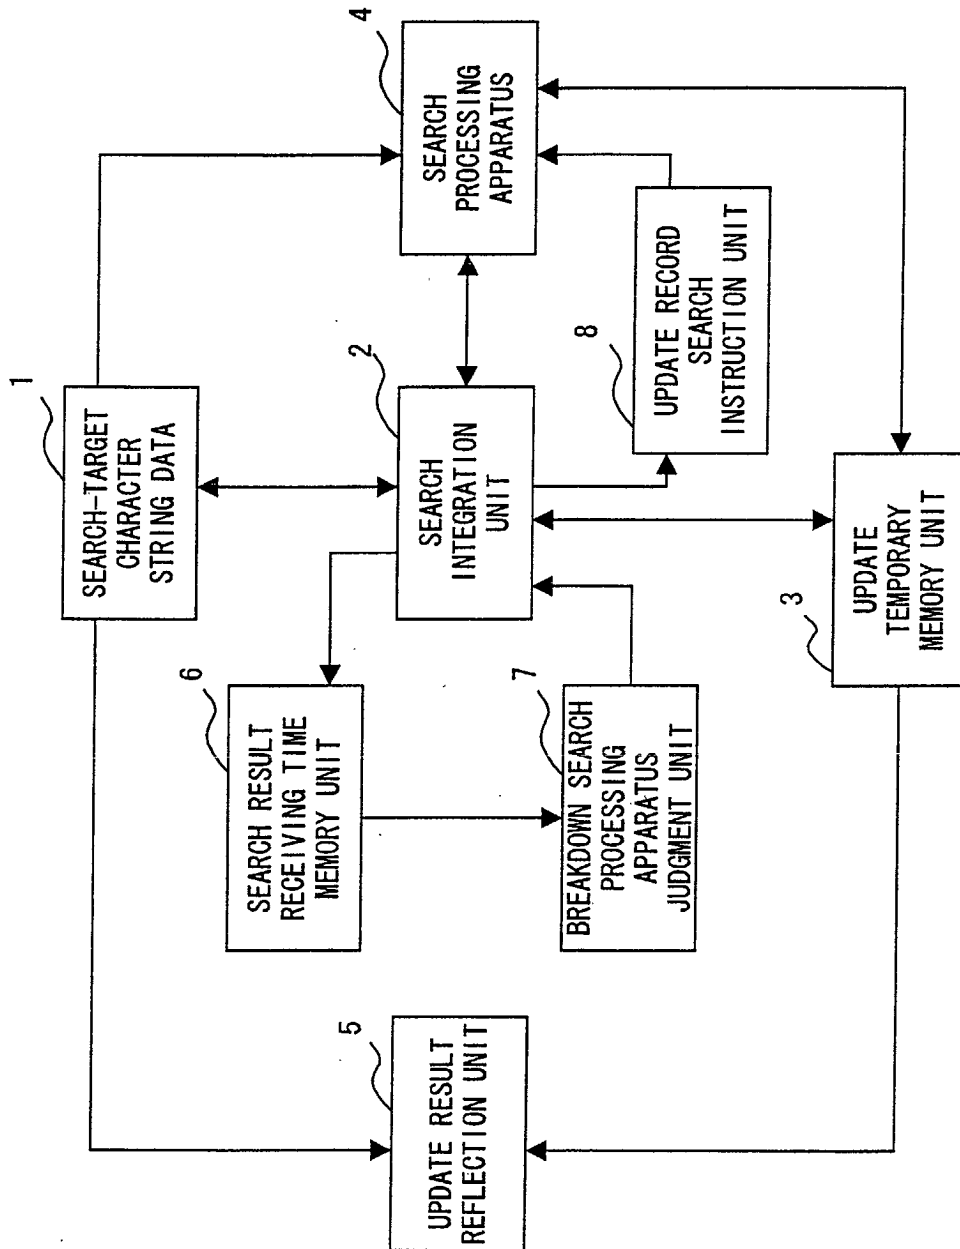 1
SEARCH-TARGET
CHARACTER
STRING DATA
2
SEARCH
INTEGRATION
UNIT
3
UPDATE
TEMPORARY
MEMORY UNIT
4
SEARCH
PROCESSING
APPARATUS
5
UPDATE RESULT
REFLECTION UNIT
6
SEARCH RESULT
RECEIVING TIME
MEMORY UNIT
7
BREAKDOWN SEARCH
PROCESSING
APPARATUS
JUDGMENT UNIT
8
UPDATE RECORD
SEARCH
INSTRUCTION UNIT